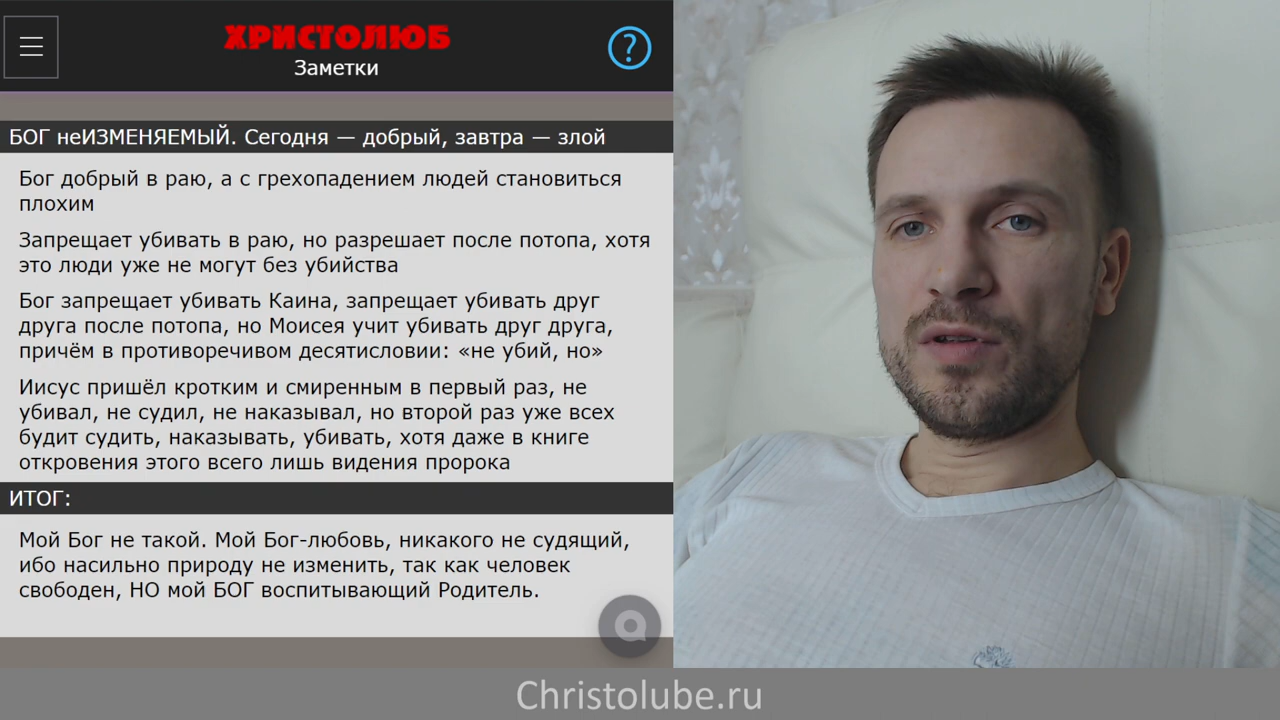 ХРИСТОЛЮБ
Заметки
?
БОГ неИЗМЕНЯЕМЫЙ. Сегодня — добрый, завтра — злой
Бог добрый в раю, а с грехопадением людей становиться
плохим
Запрещает убивать в раю, но разрешает после потопа, хотя
это люди уже не могут без убийства
Бог запрещает убивать Каина, запрещает убивать друг
друга после потопа, но Моисея учит убивать друг друга,
причём в противоречивом десятисловии: «не убий, но»
Иисус пришёл кротким и смиренным в первый раз, не
убивал, не судил, не наказывал, но второй раз уже всех
будит судить, наказывать, убивать, хотя даже в книге
откровения этого всего лишь видения пророка
ИТОГ:
Мой Бог не такой. Мой Бог-любовь, никакого не судящий,
ибо насильно природу не изменить, так как человек
свободен, НО мой БОГ воспитывающий Родитель.
Christolube.ru